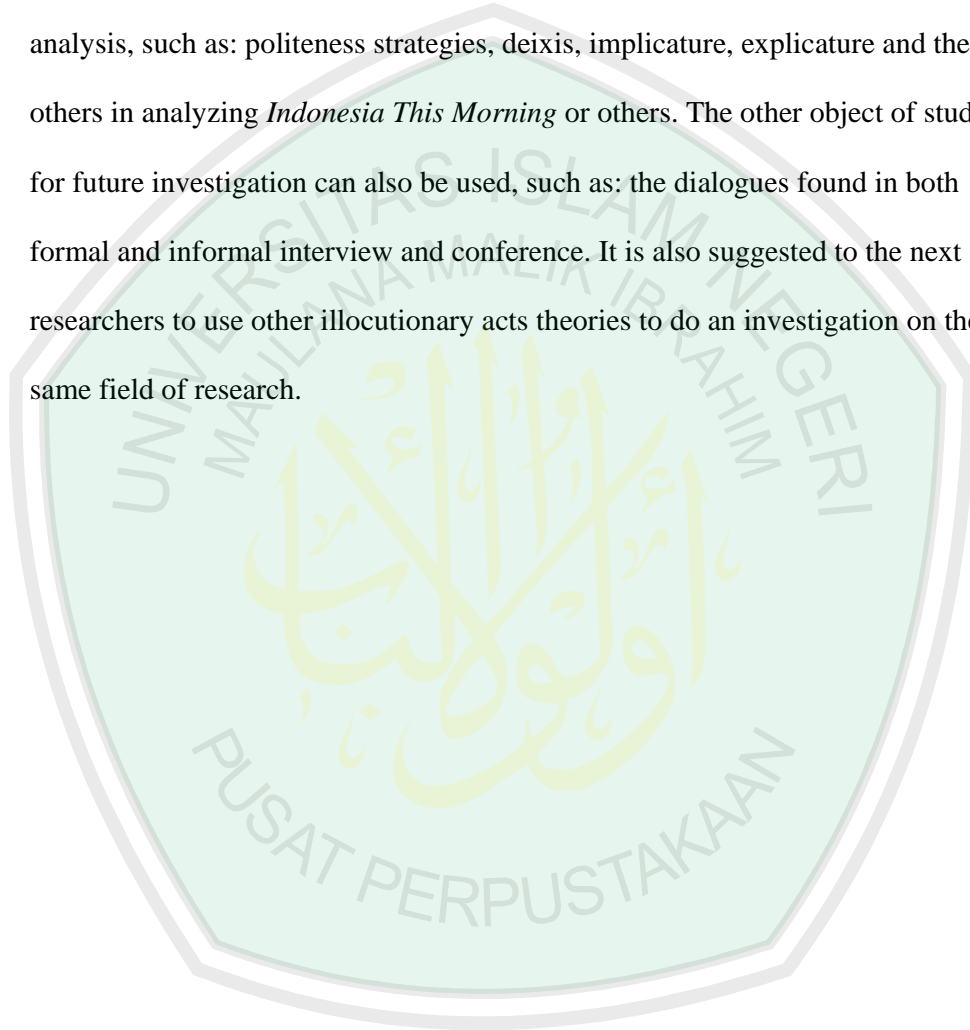 analysis, such as: politeness strategies, deixis, implicature, explicature and the
others in analyzing Indonesia This Morning or others. The other object of stud
for future investigation can also be used, such as: the dialogues found in both
formal and informal interview and conference. It is also suggested to the next
researchers to use other illocutionary acts theories to do an investigation on the
same field of research.
UNIVERSITAS ISLAM NEGERI
MAULANA MALIK IBRAHIM
أولو الألباب
PUSAT PERPUSTAKAAN